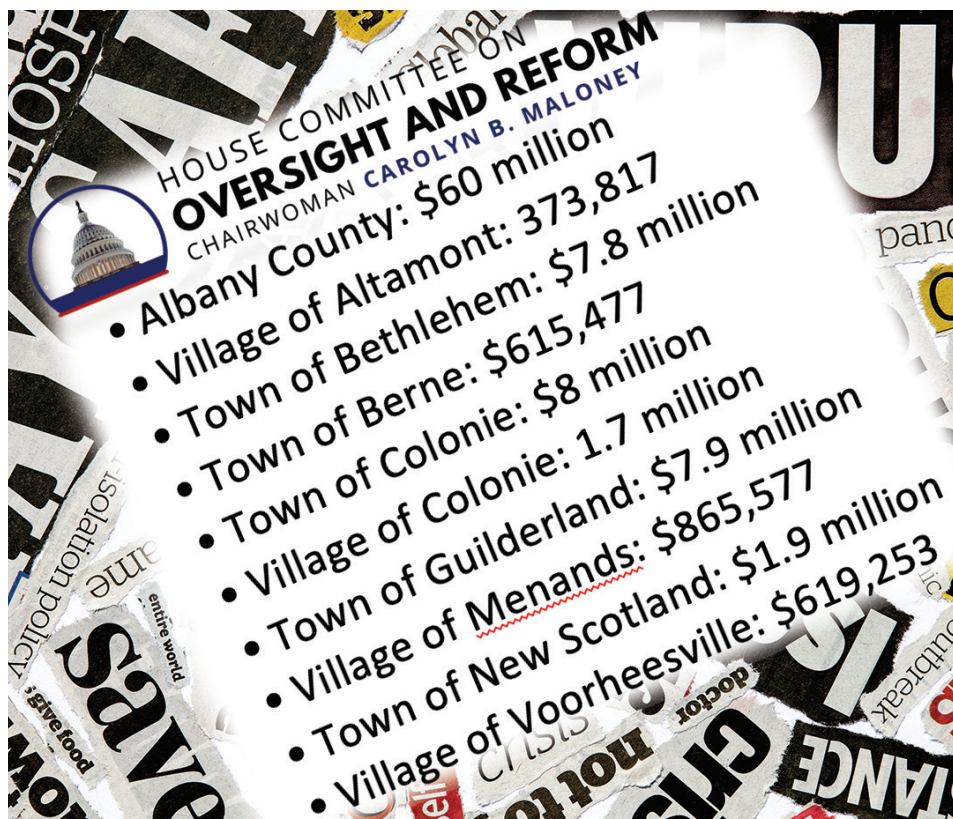 HOUSE COMMITTEE ON
OVERSIGHT AND REFORM
CHAIRWOMAN CAROLYN B. MALONEY
• Albany County: $60 million
• Village of Altamont: 373,817
• Town of Bethlehem: $7.8 million
• Town of Berne: $615,477
• Town of Colonie: $8 million
• Village of Colonie: 1.7 million
• Town of Guilderland: $7.9 million
• Village of Menands: $865,577
• Town of New Scotland: $1.9 million
• Village of Voorheesville: $619,253
isolation policy
entire world
save
give food
crisis
not to
doctor
outbreak